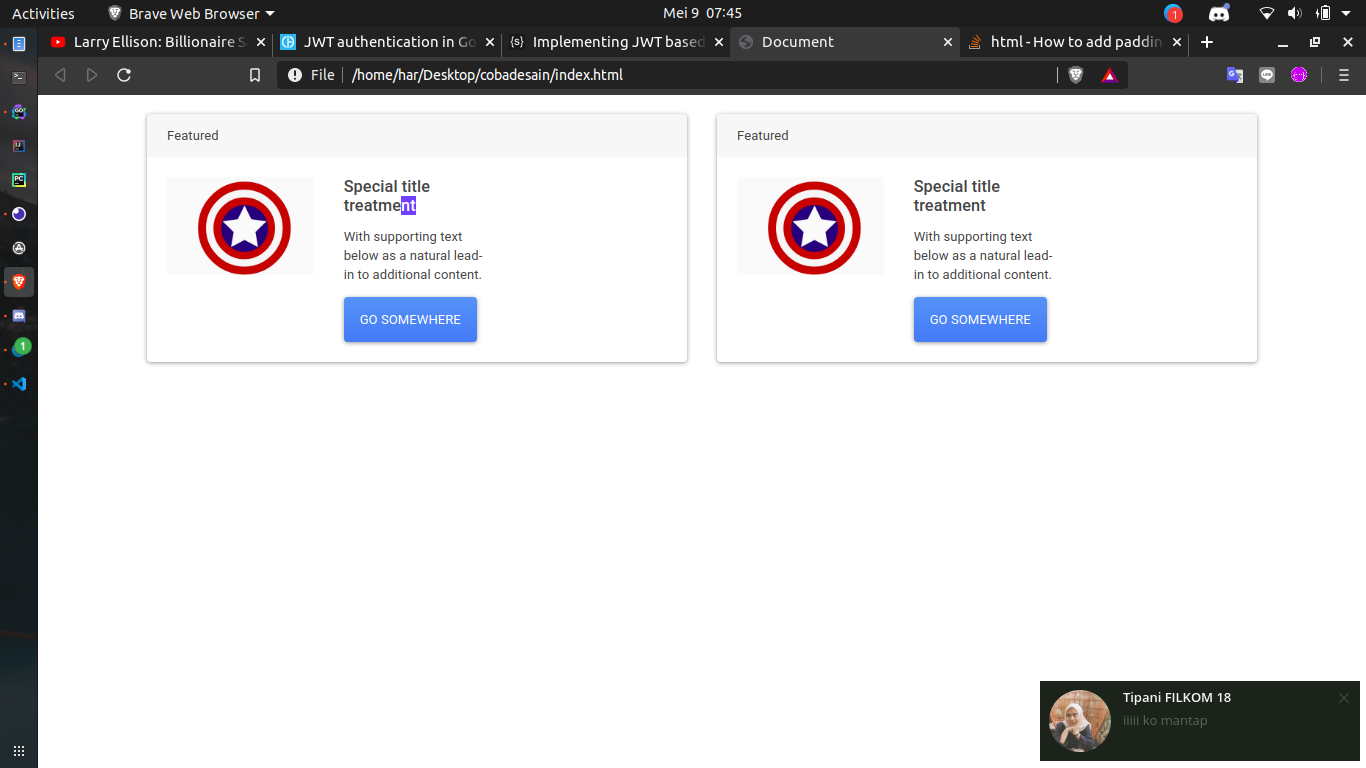 Activities
Brave Web Browser
Mei 9 07:45
1
Larry Ellison: Billionaire S
JWT authentication in Go
{s} Implementing JWT based
Document
html - How to add paddin
File
/home/har/Desktop/cobadesain/index.html
Featured
Special title
treatment
With supporting text
below as a natural lead-
in to additional content.
GO SOMEWHERE
Featured
Special title
treatment
With supporting text
below as a natural lead-
in to additional content.
GO SOMEWHERE
1
Tipani FILKOM 18
iiiii ko mantap